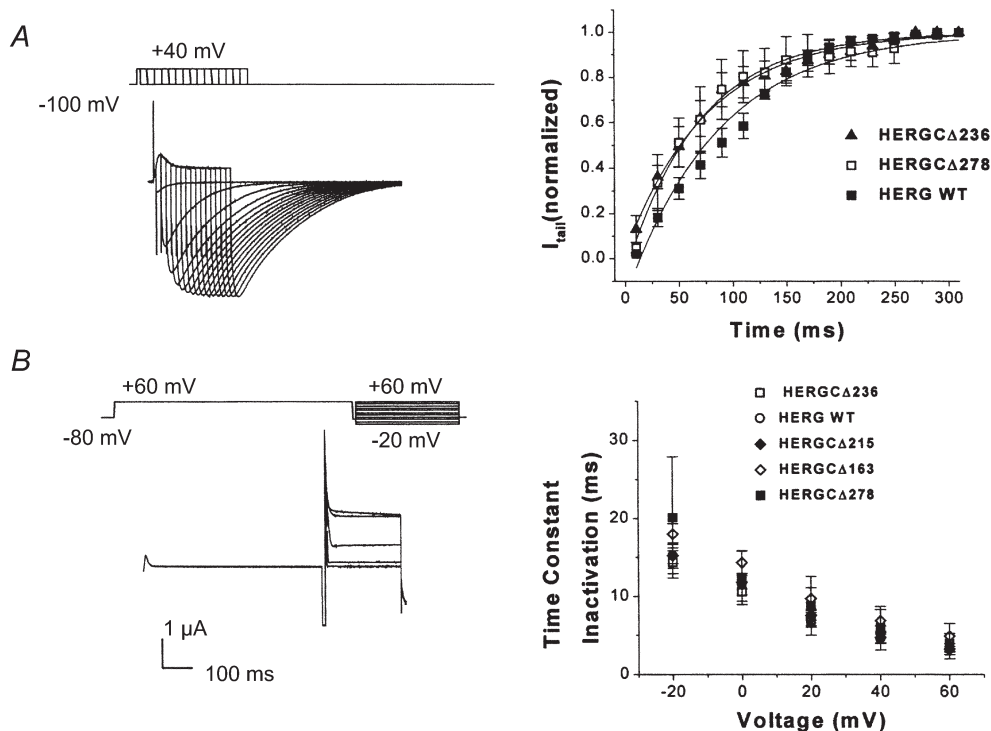 A
+40 mV
-100 mV
I_tail(normalized)
1.0
0.8
0.6
0.4
0.2
0.0
HERGCΔ236
HERGCΔ278
HERG WT
0 50 100 150 200 250 300
Time (ms)
B
+60 mV
+60 mV
-80 mV
-20 mV
1 µA
100 ms
Time Constant
Inactivation (ms)
30
20
10
0
HERGCΔ236
HERG WT
HERGCΔ215
HERGCΔ163
HERGCΔ278
-20 0 20 40 60
Voltage (mV)